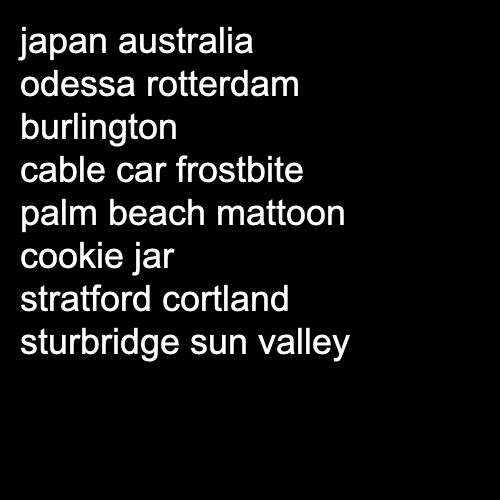 japan australia
odessa rotterdam
burlington
cable car frostbite
palm beach mattoon
cookie jar
stratford cortland
sturbridge sun valley